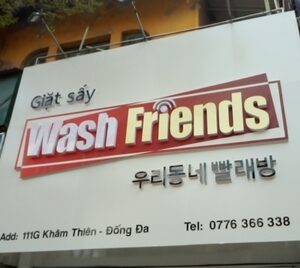 Giặt sấy
Wash Friends
우리동네 빨래방
Add: 111G Khâm Thiên - Đống Đa Tel: 0776 366 338